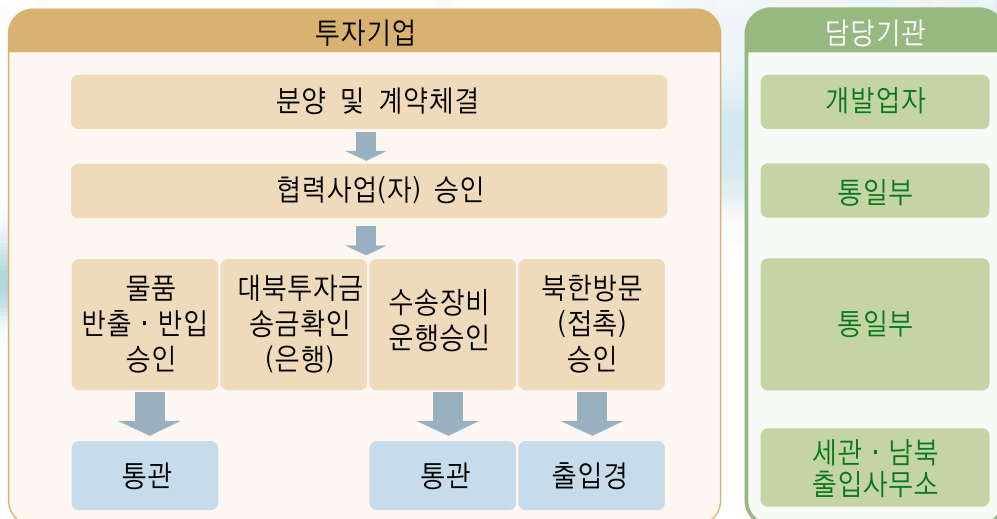 투자기업
담당기관
분양 및 계약체결
개발업자
협력사업(자) 승인
통일부
물품
반출 · 반입
승인
대북투자금
송금확인
(은행)
수송장비
운행승인
북한방문
(접촉)
승인
통일부
통관
통관
출입경
세관 · 남북
출입사무소